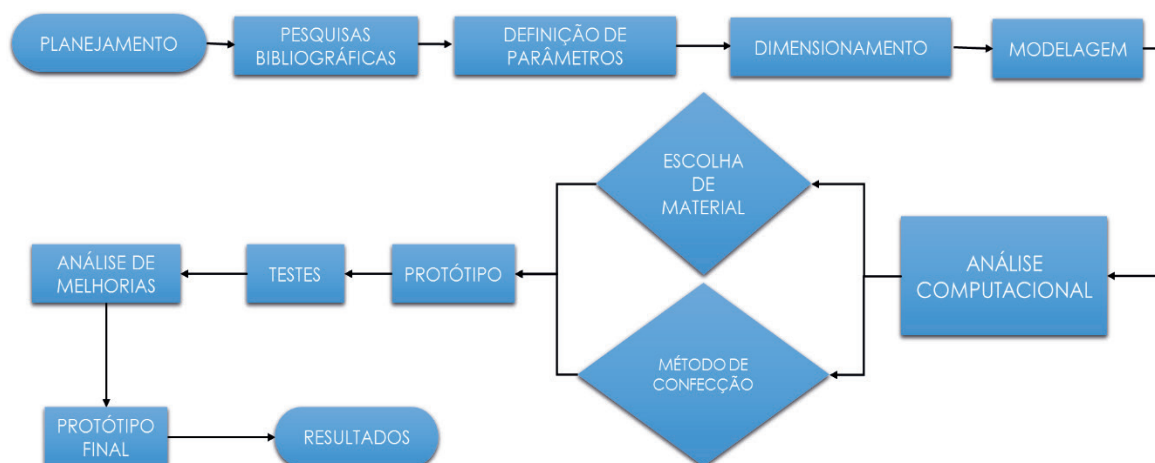 PLANEJAMENTO
PESQUISAS
BIBLIOGRÁFICAS
DEFINIÇÃO DE
PARÂMETROS
DIMENSIONAMENTO
MODELAGEM
ANÁLISE
COMPUTACIONAL
ESCOLHA
DE
MATERIAL
MÉTODO DE
CONFECÇÃO
PROTÓTIPO
TESTES
ANÁLISE DE
MELHORIAS
PROTÓTIPO
FINAL
RESULTADOS